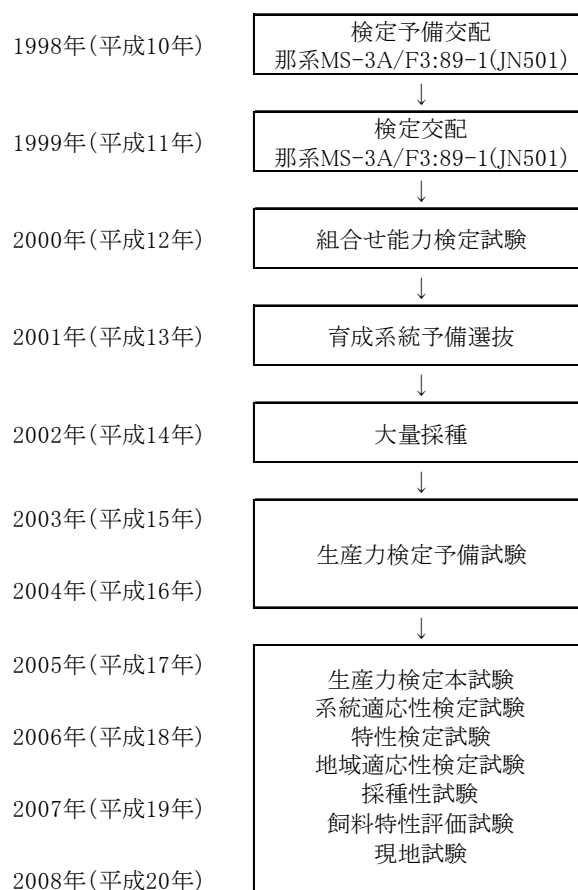 1998年(平成10年)
検定予備交配
那系MS-3A/F3:89-1(JN501)
↓
1999年(平成11年)
検定交配
那系MS-3A/F3:89-1(JN501)
↓
2000年(平成12年)
組合せ能力検定試験
↓
2001年(平成13年)
育成系統予備選抜
↓
2002年(平成14年)
大量採種
↓
2003年(平成15年)
生産力検定予備試験
2004年(平成16年)
↓
2005年(平成17年)
生産力検定本試験
系統適応性検定試験
2006年(平成18年)
特性検定試験
地域適応性検定試験
採種性試験
2007年(平成19年)
飼料特性評価試験
現地試験
2008年(平成20年)